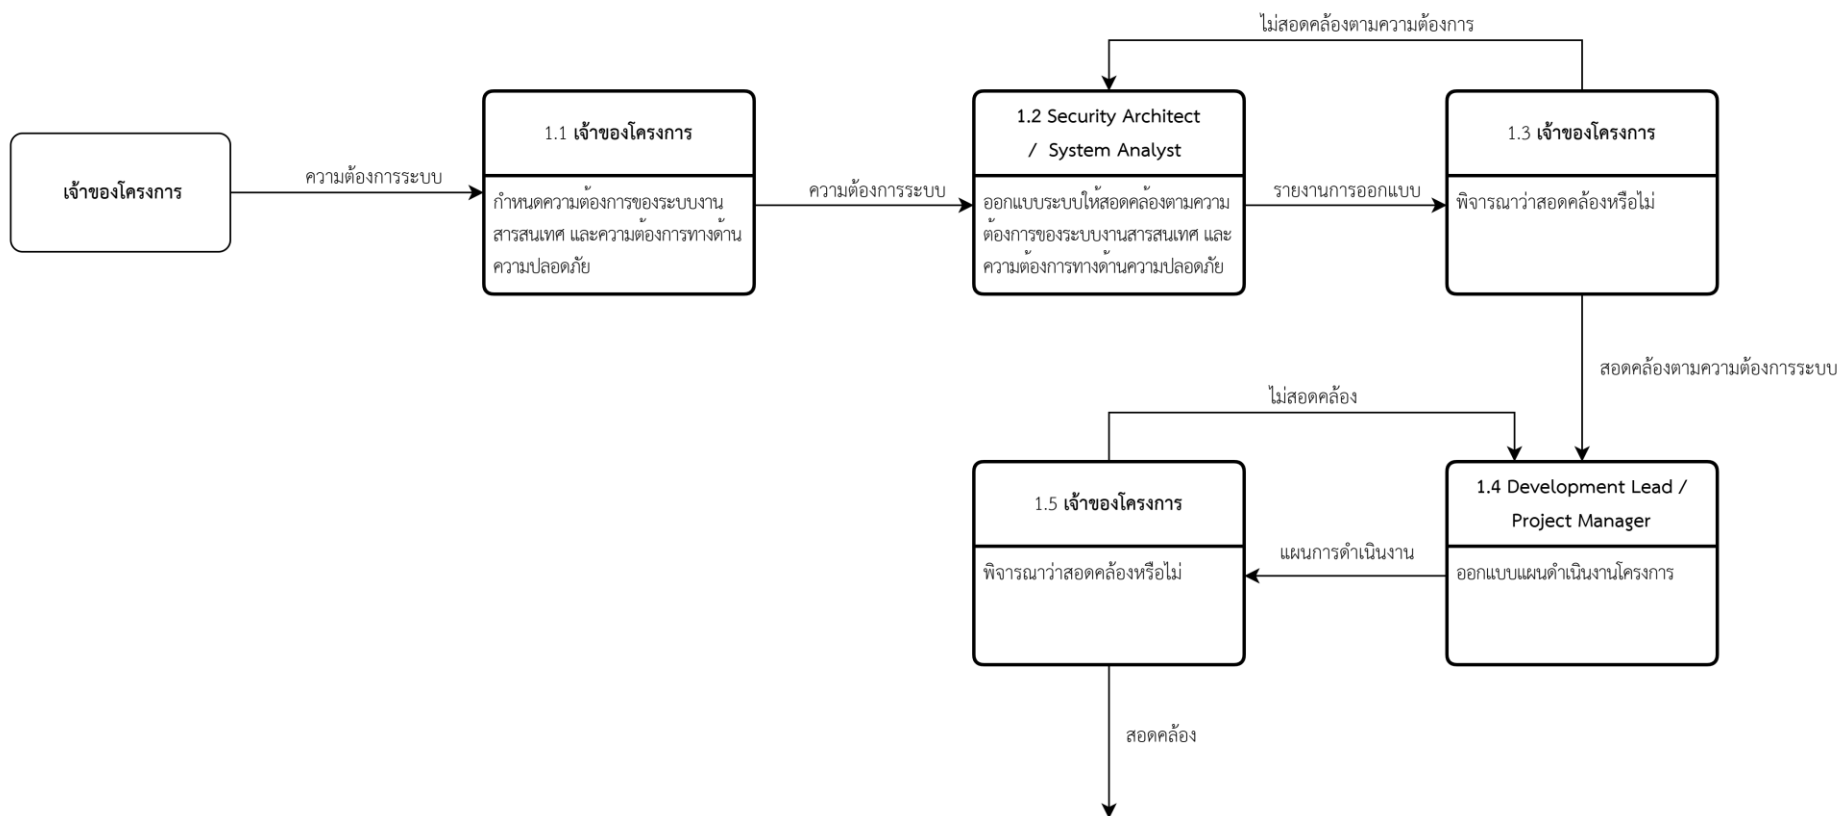 ไม่สอดคล้องตามความต้องการ
เจ้าของโครงการ
ความต้องการระบบ
1.1 เจ้าของโครงการ
กำหนดความต้องการของระบบงาน
สารสนเทศ และความต้องการทางด้าน
ความปลอดภัย
ความต้องการระบบ
1.2 Security Architect
/ System Analyst
ออกแบบระบบให้สอดคล้องตามความ
ต้องการของระบบงานสารสนเทศ และ
ความต้องการทางด้านความปลอดภัย
รายงานการออกแบบ
1.3 เจ้าของโครงการ
พิจารณาว่าสอดคล้องหรือไม่
สอดคล้องตามความต้องการระบบ
ไม่สอดคล้อง
1.4 Development Lead /
Project Manager
ออกแบบแผนดำเนินงานโครงการ
แผนการดำเนินงาน
1.5 เจ้าของโครงการ
พิจารณาว่าสอดคล้องหรือไม่
สอดคล้อง